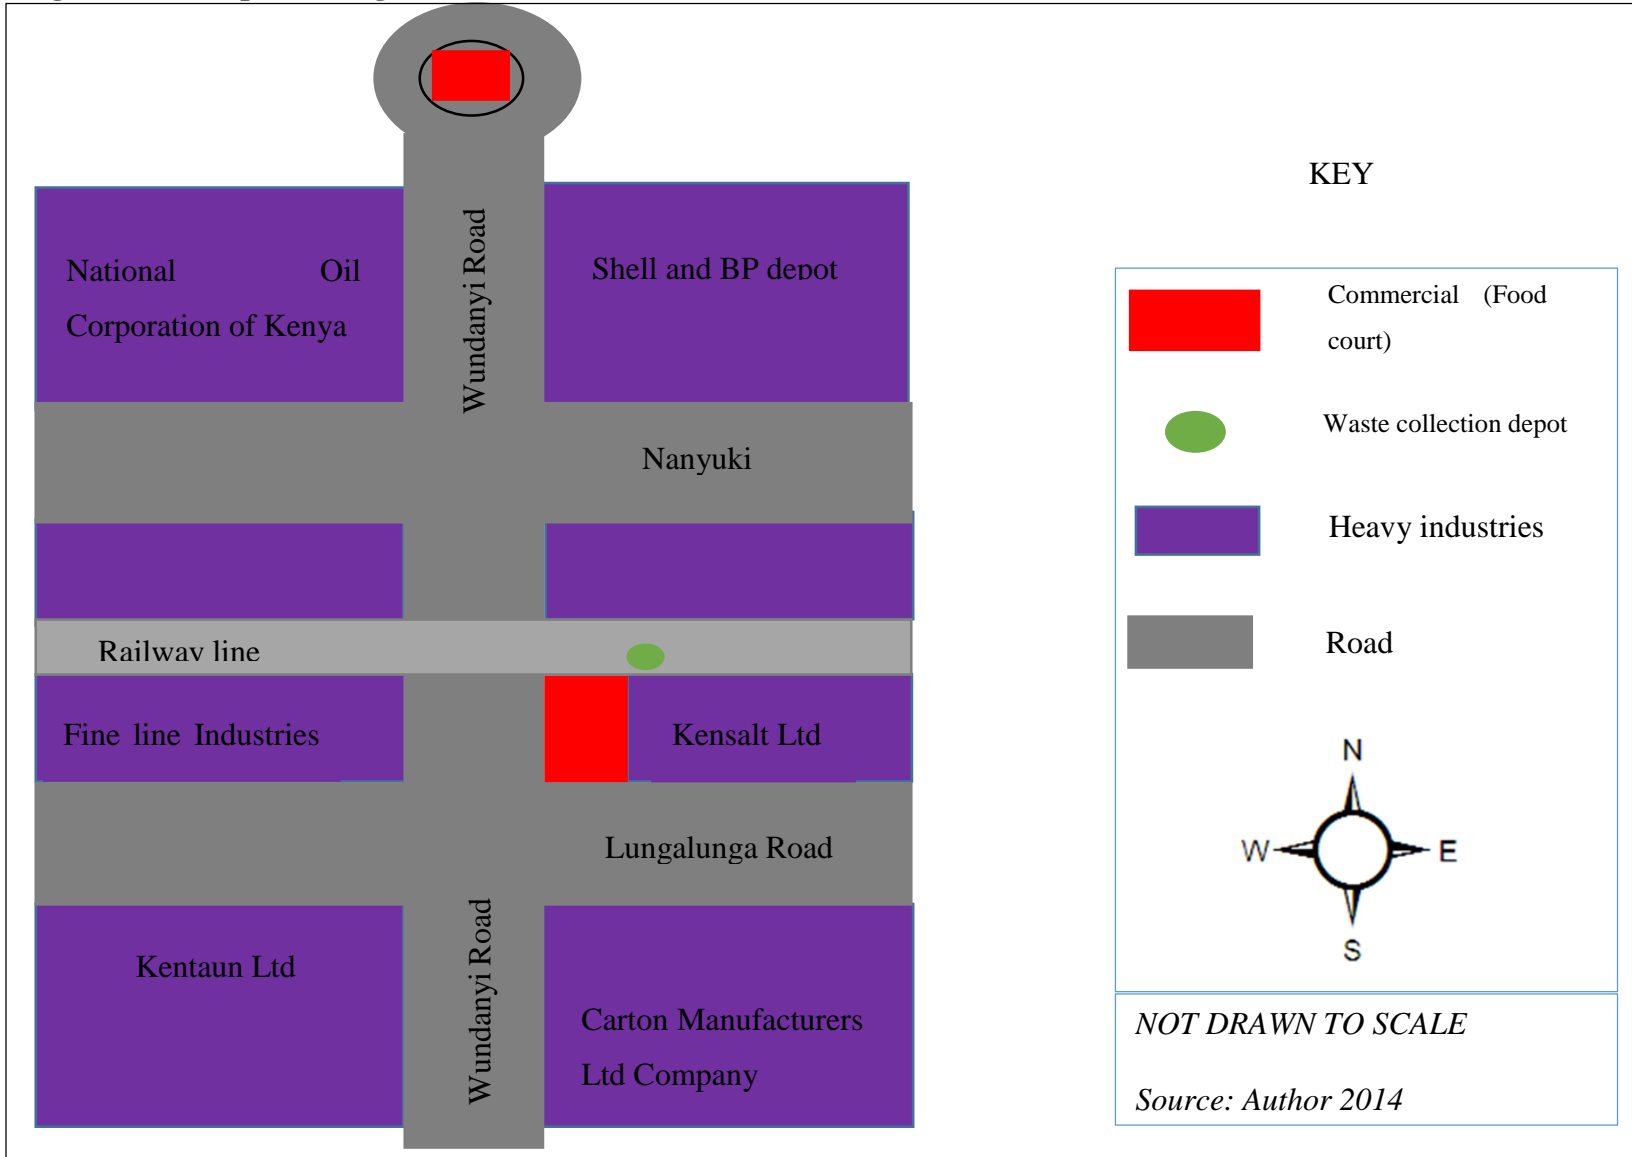 National Oil
Corporation of Kenya
Wundanyi Road
Shell and BP depot
Nanyuki
Railway line
Fine line Industries
Kensalt Ltd
Lungalunga Road
Kentaun Ltd
Wundanyi Road
Carton Manufacturers
Ltd Company
KEY
Commercial (Food
court)
Waste collection depot
Heavy industries
Road
N
W
E
S
NOT DRAWN TO SCALE
Source: Author 2014